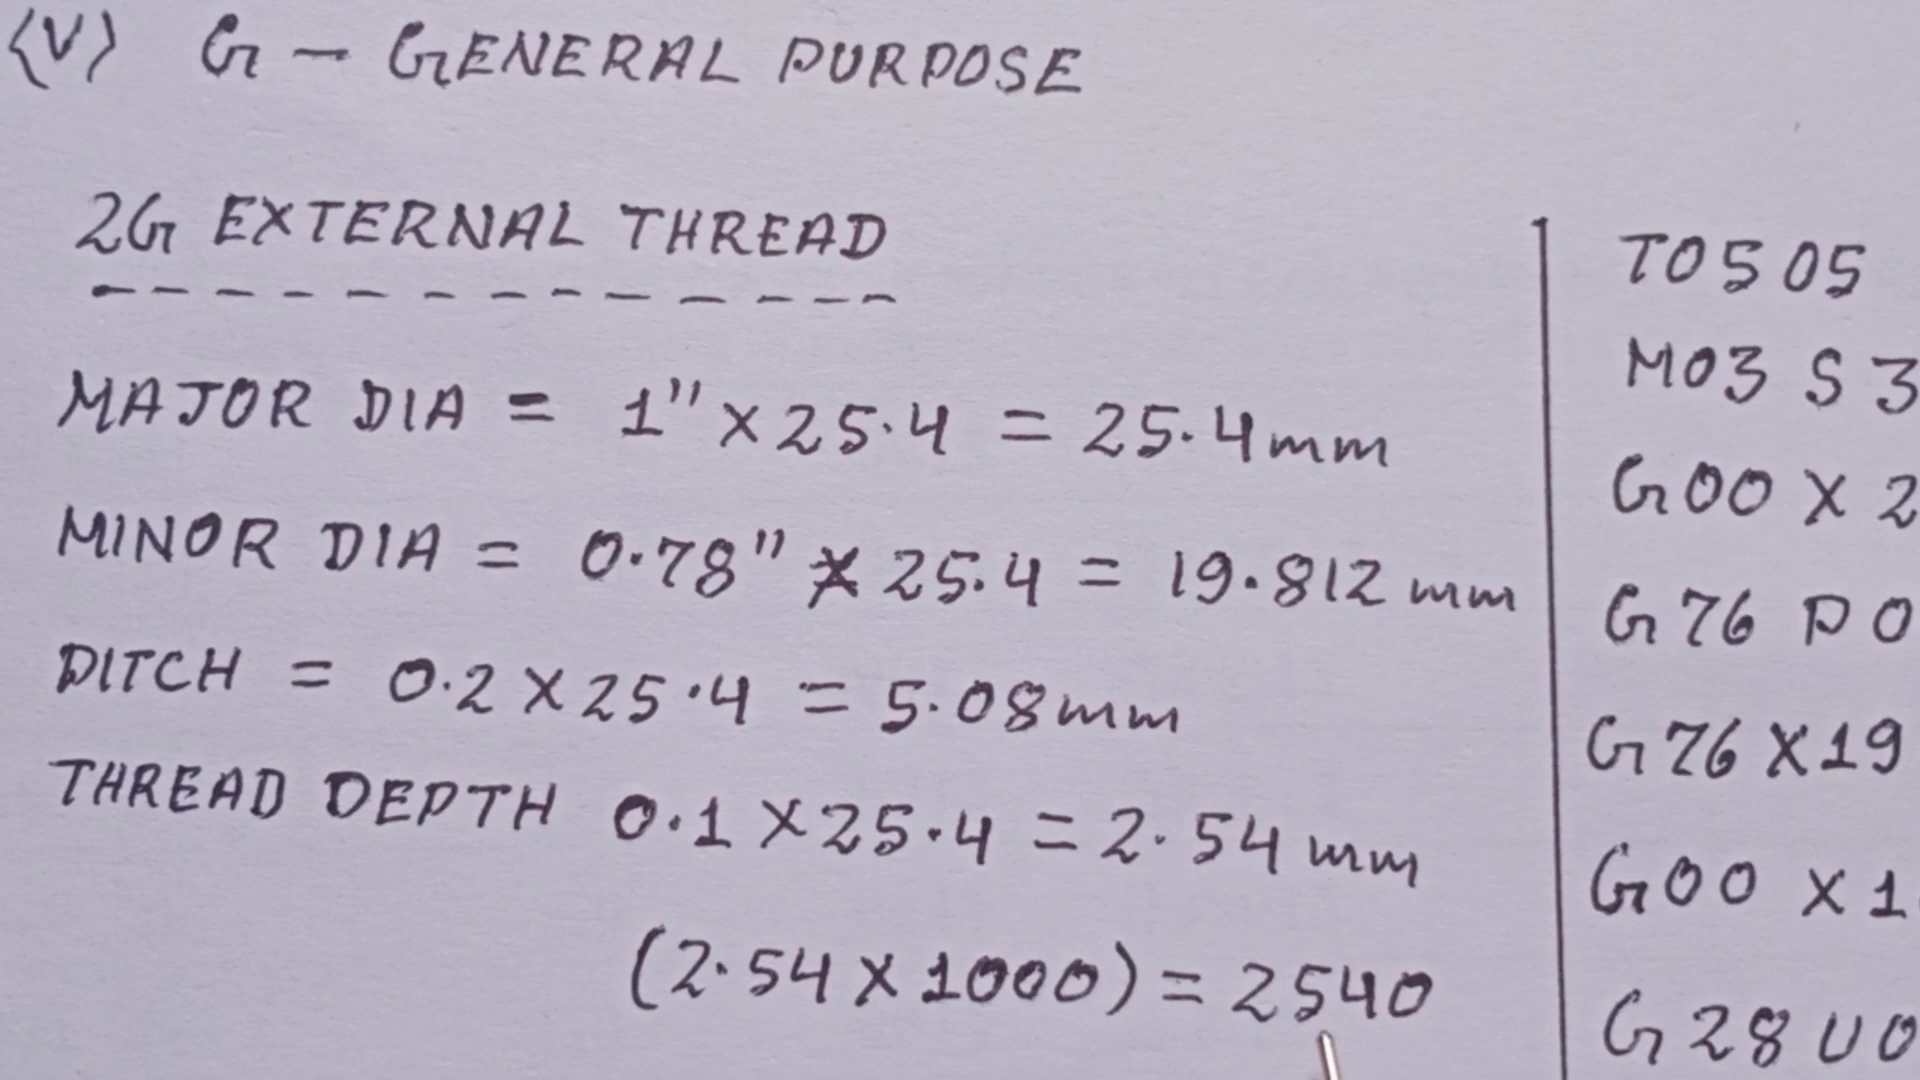 <V> G - GENERAL PURPOSE
2G EXTERNAL THREAD
MAJOR DIA = 1" X 25.4 = 25.4mm
MINOR DIA = 0.78" X 25.4 = 19.812 mm
PITCH = 0.2 X 25.4 = 5.08mm
THREAD DEPTH 0.1 X 25.4 = 2.54 mm
(2.54 X 1000) = 2540
T0505
M03 S3
G00 X 2
G76 P0
G76 X19
G00 X1
G28 U0